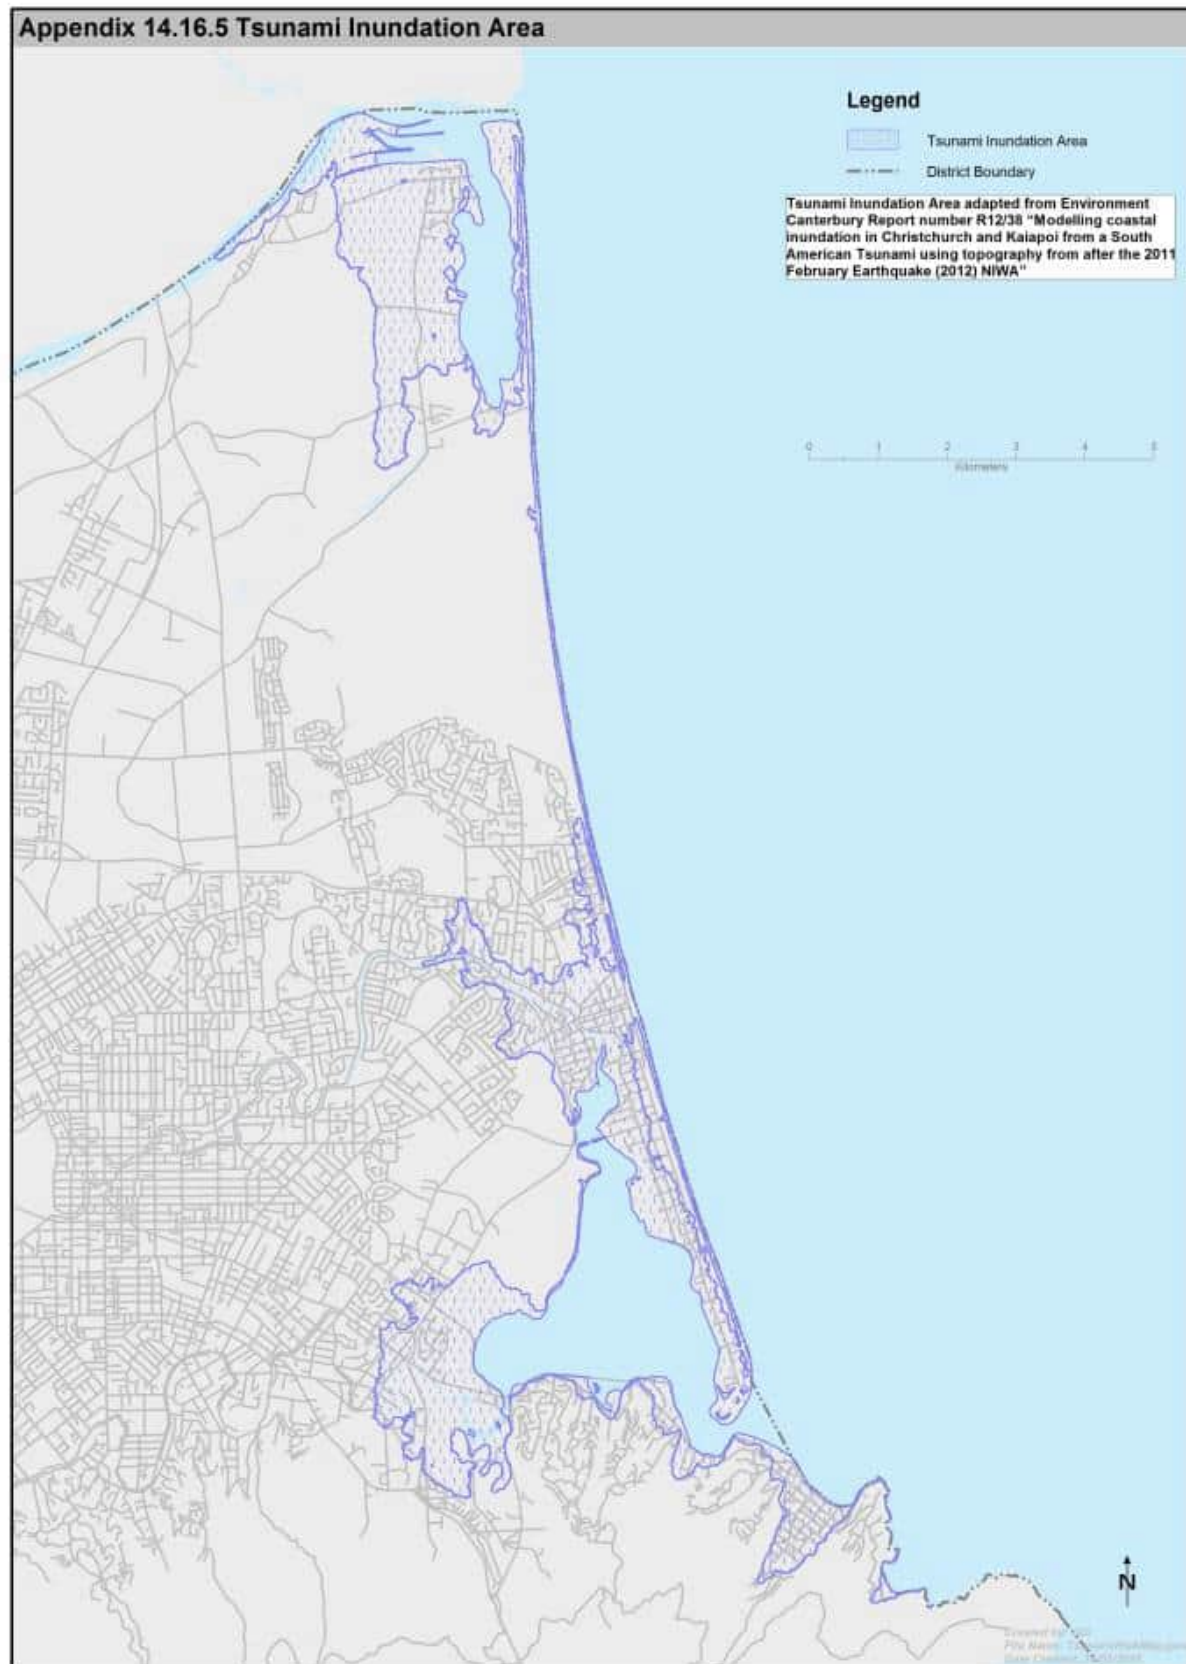 Appendix 14.16.5 Tsunami Inundation Area
Legend
Tsunami Inundation Area
District Boundary
Tsunami Inundation Area adapted from Environment
Canterbury Report number R12/38 "Modelling coastal
inundation in Christchurch and Kaiapoi from a South
American Tsunami using topography from after the 2011
February Earthquake (2012) NIWA"
0 1 2 3 4 5
Kilometers
N